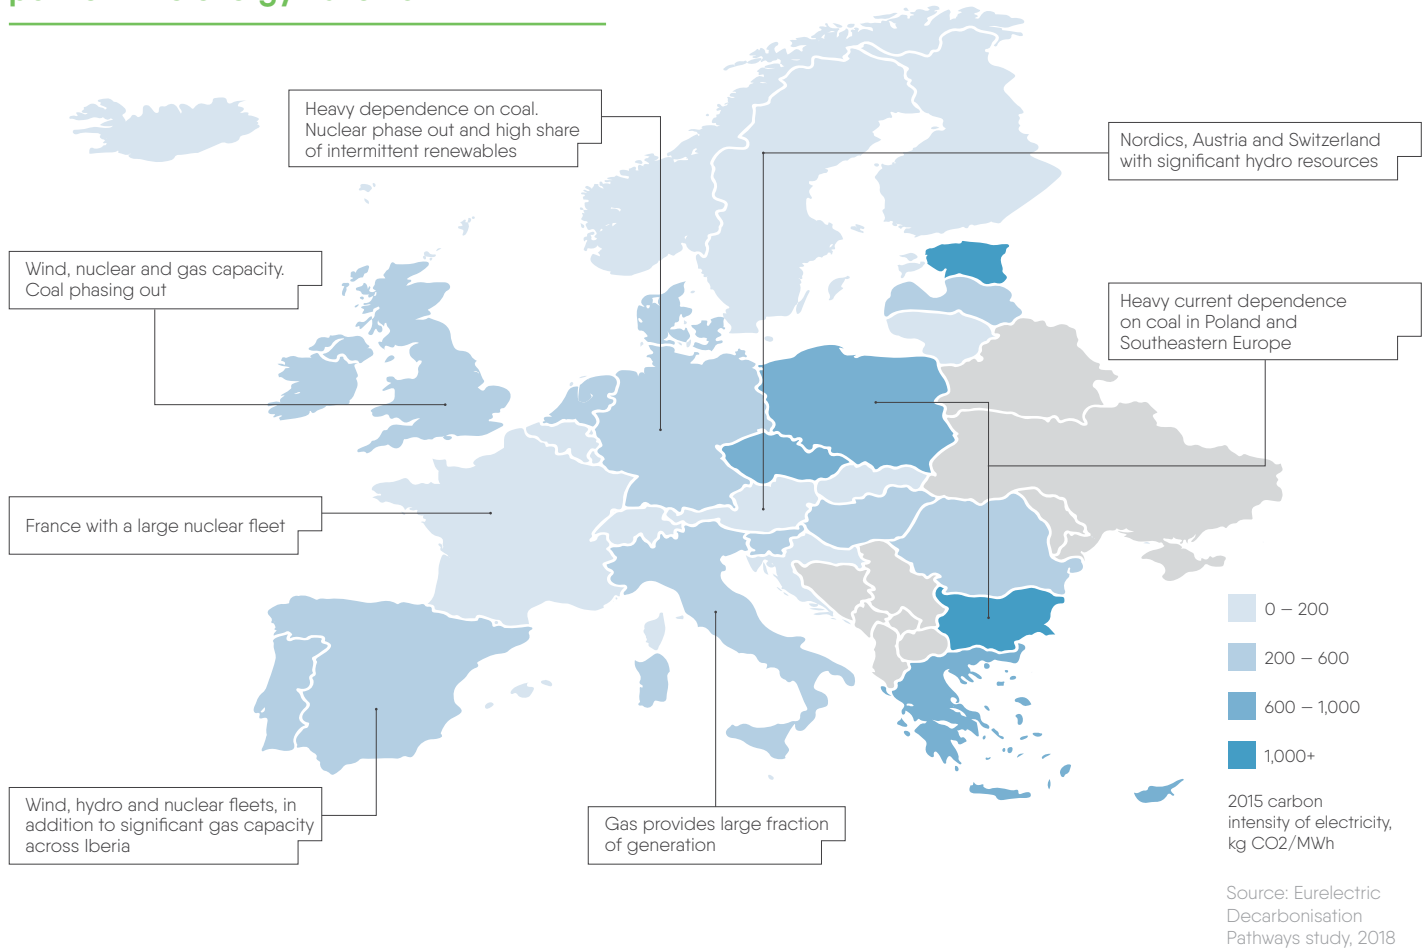 Heavy dependence on coal.
Nuclear phase out and high share
of intermittent renewables
Nordics, Austria and Switzerland
with significant hydro resources
Wind, nuclear and gas capacity.
Coal phasing out
Heavy current dependence
on coal in Poland and
Southeastern Europe
France with a large nuclear fleet
0 – 200
200 – 600
600 – 1,000
1,000+
Wind, hydro and nuclear fleets, in
addition to significant gas capacity
across Iberia
Gas provides large fraction
of generation
2015 carbon
intensity of electricity,
kg CO2/MWh
Source: Eurelectric
Decarbonisation
Pathways study, 2018